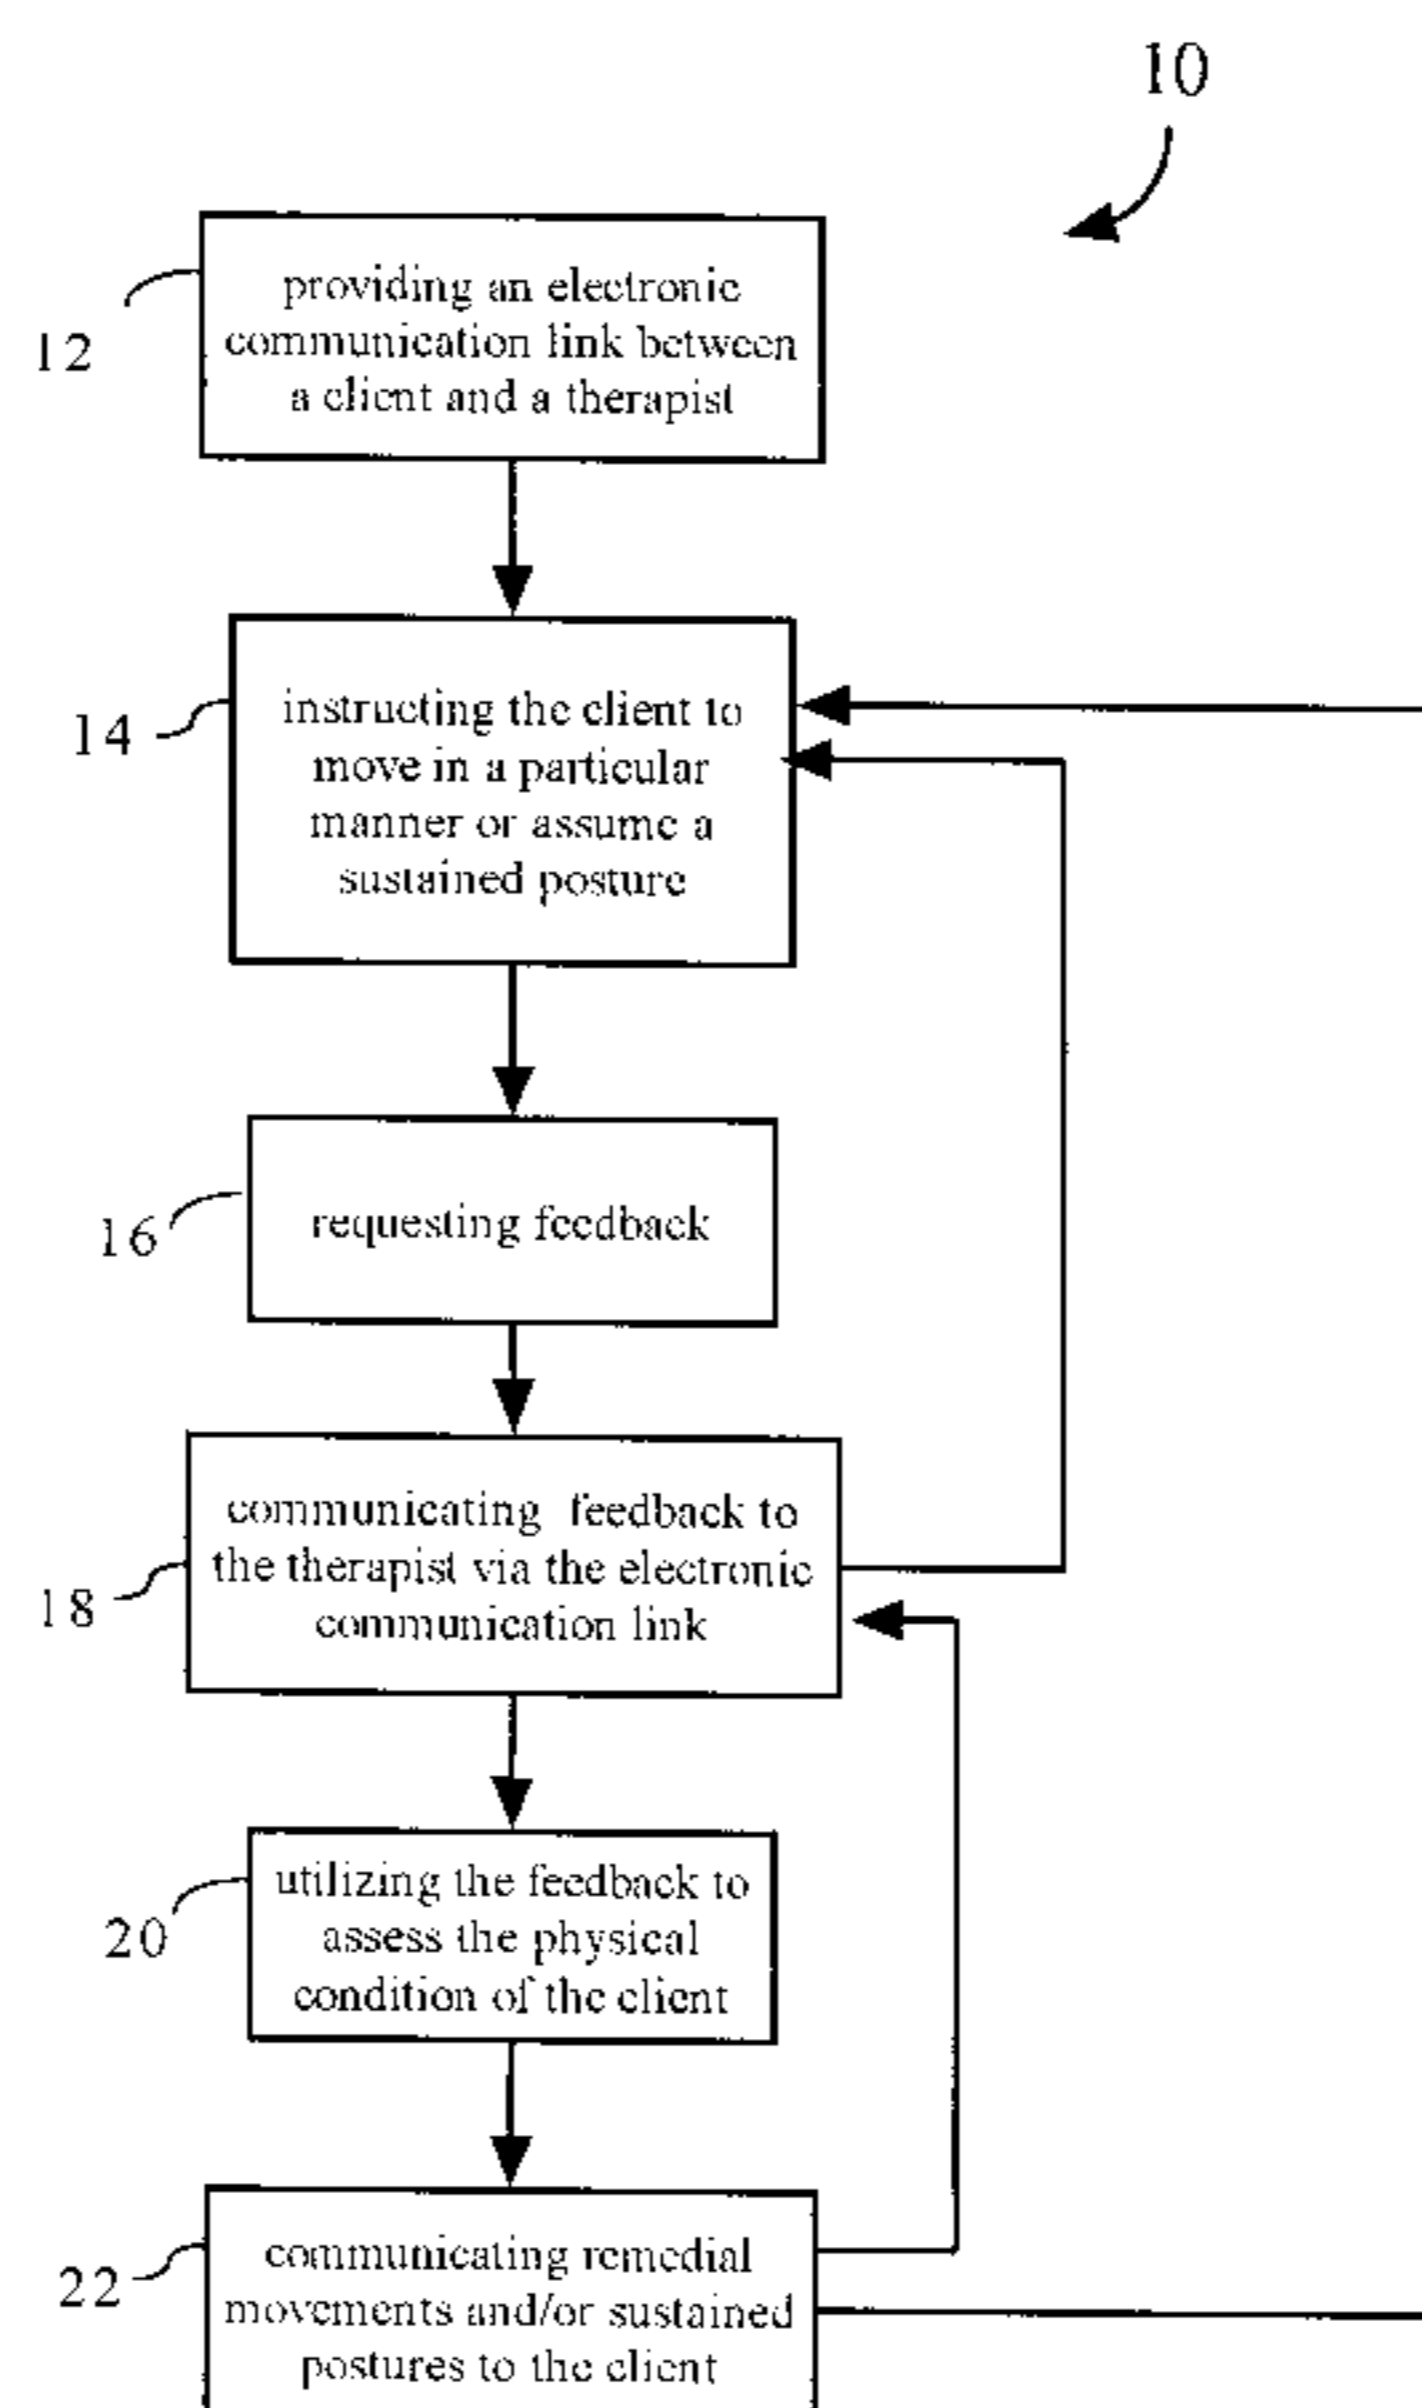 10
providing an electronic
communication link between
a client and a therapist
12
instructing the client to
move in a particular
manner or assume a
sustained posture
14
requesting feedback
16
communicating feedback to
the therapist via the electronic
communication link
18
utilizing the feedback to
assess the physical
condition of the client
20
communicating remedial
movements and/or sustained
postures to the client
22